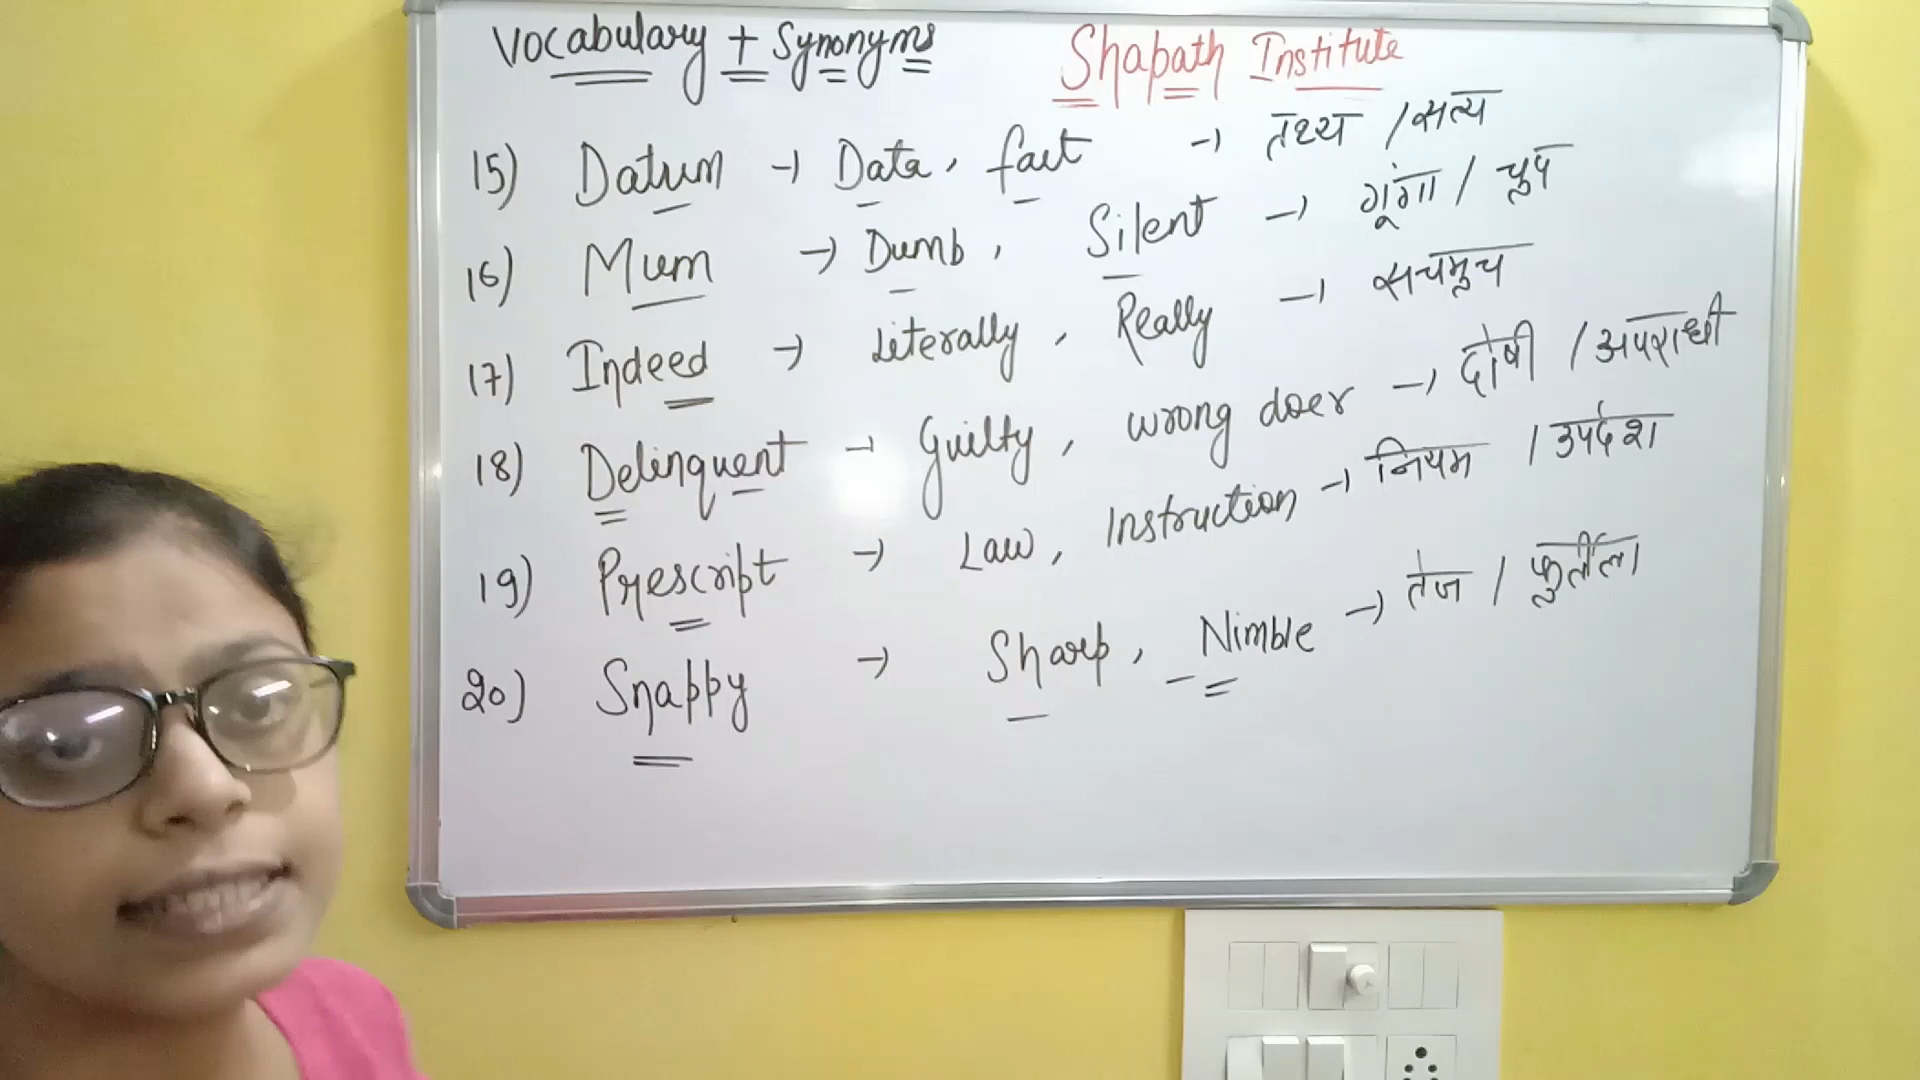 Vocabulary + Synonyms Shapath Institute
15) Datum → Data, fact → तथ्य / सत्य
16) Mum → Dumb, Silent → गूंगा / चुप
17) Indeed → Literally, Really → सचमुच
18) Delinquent → Guilty, wrong doer → दोषी / अपराधी
19) Prescript → Law, Instruction → नियम / उपदेश
20) Snappy → Sharp, Nimble → तेज / फुर्तीला